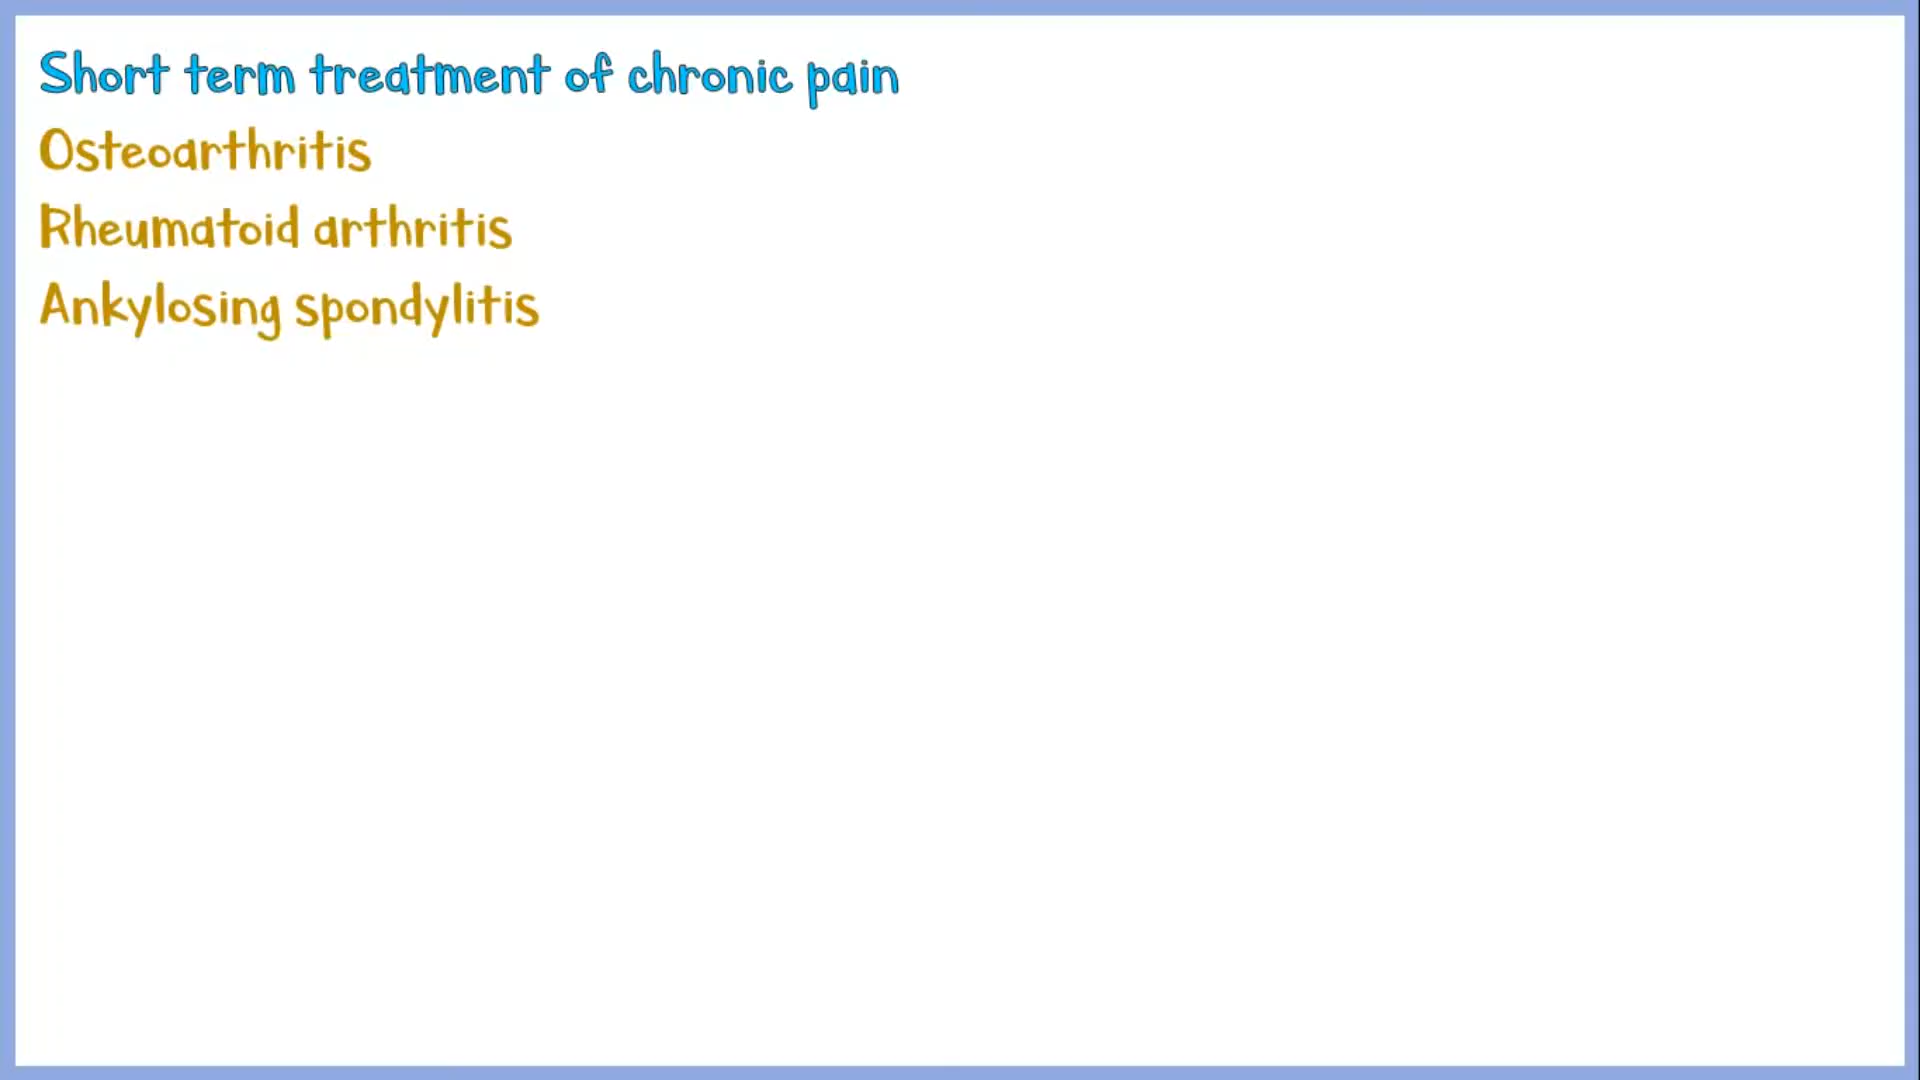 Short term treatment of chronic pain
Osteoarthritis
Rheumatoid arthritis
Ankylosing spondylitis